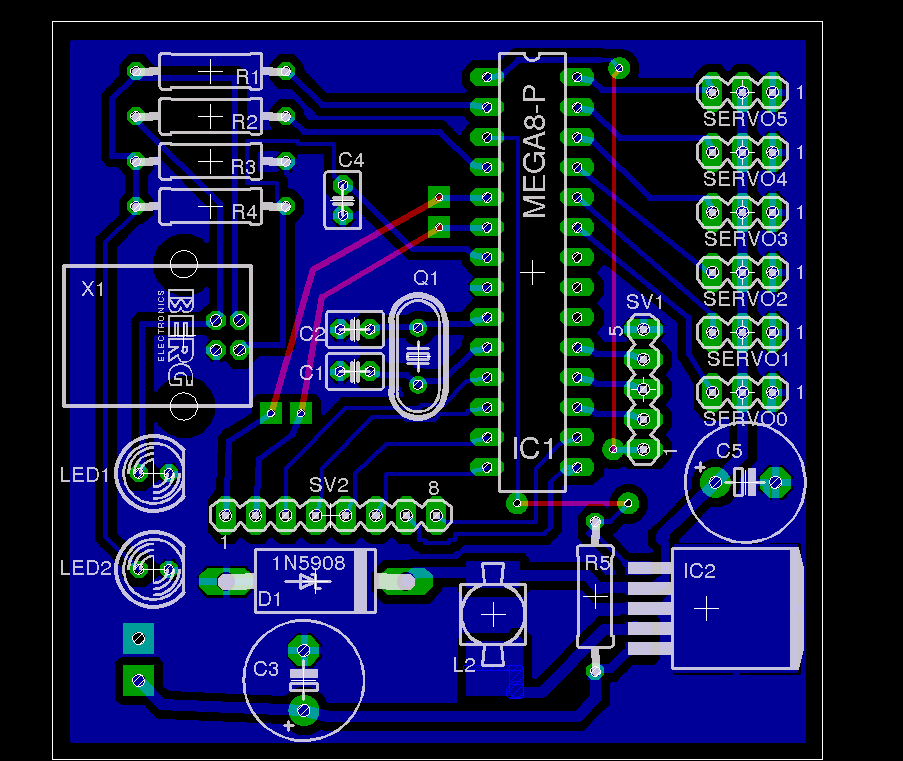 R1
R2
R3
R4
C4
MEGA8-P
IC1
SERVO5
1
SERVO4
1
SERVO3
1
SERVO2
1
SERVO1
1
SERVO0
1
X1
BERG
ELECTRONICS
Q1
C2
C1
SV1
5
1
C5
+
LED1
SV2
8
1
LED2
1N5908
D1
R5
IC2
L2
C3
+